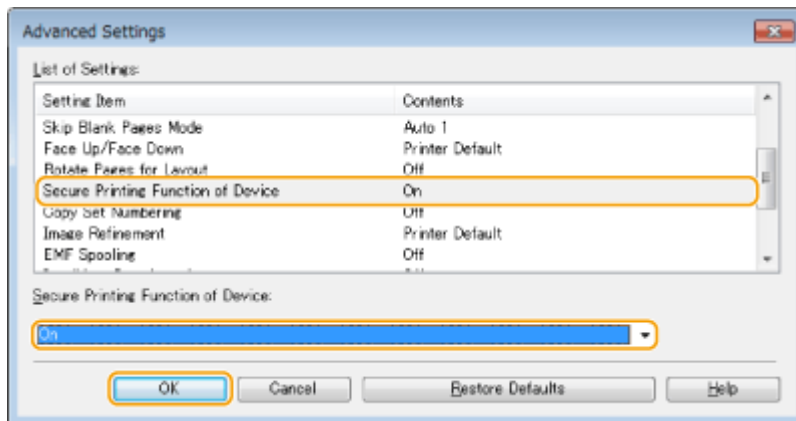 Advanced Settings
List of Settings:
Setting Item Contents
Skip Blank Pages Mode Auto 1
Face Up/Face Down Printer Default
Rotate Pages for Layout Off
Secure Printing Function of Device On
Copy Set Numbering Off
Image Refinement Printer Default
EMF Spooling Off
Secure Printing Function of Device:
On
OK Cancel Restore Defaults Help